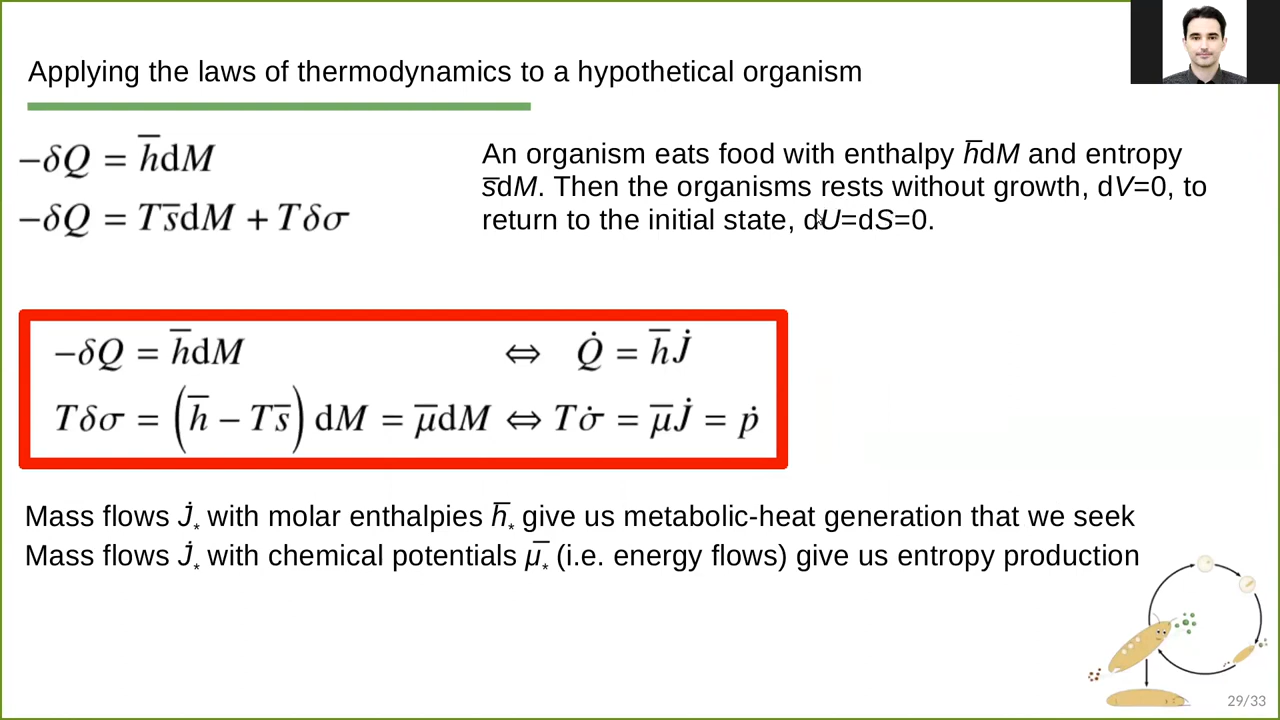 Applying the laws of thermodynamics to a hypothetical organism
−δQ = h̅dM
−δQ = Ts̅dM + Tδσ
An organism eats food with enthalpy h̅dM and entropy
s̅dM. Then the organisms rests without growth, dV=0, to
return to the initial state, dU=dS=0.
−δQ = h̅dM ⇔ Q̇ = h̅J̇
Tδσ = (h̅ − Ts̅) dM = μ̅dM ⇔ Tσ̇ = μ̅J̇ = ṗ
Mass flows J̇* with molar enthalpies h̅* give us metabolic-heat generation that we seek
Mass flows J̇* with chemical potentials μ̅* (i.e. energy flows) give us entropy production
29/33